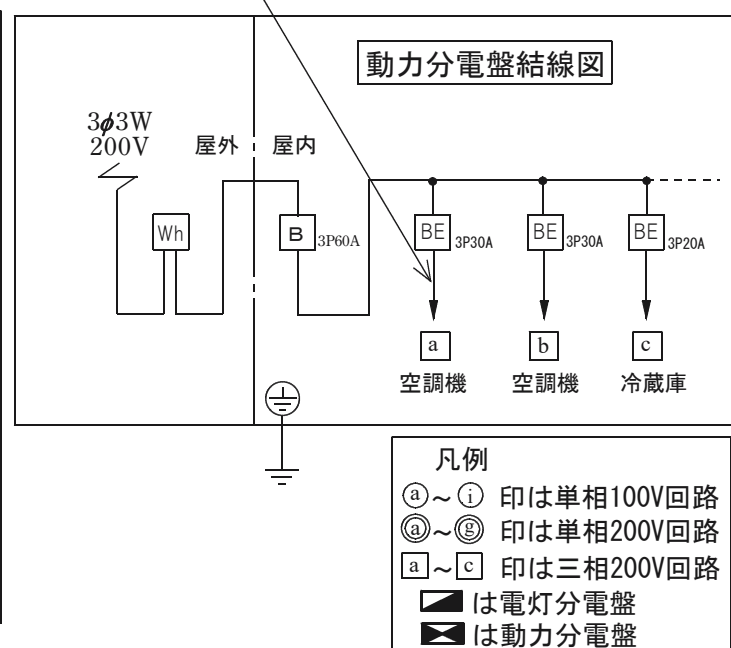 動力分電盤結線図
3φ3W
200V
屋外 屋内
Wh
B 3P60A
BE 3P30A
BE 3P30A
BE 3P20A
a
b
c
空調機
空調機
冷蔵庫
凡例
ⓐ~ⓘ 印は単相100V回路
ⓐ~ⓖ 印は単相200V回路
a~c 印は三相200V回路
は電灯分電盤
は動力分電盤